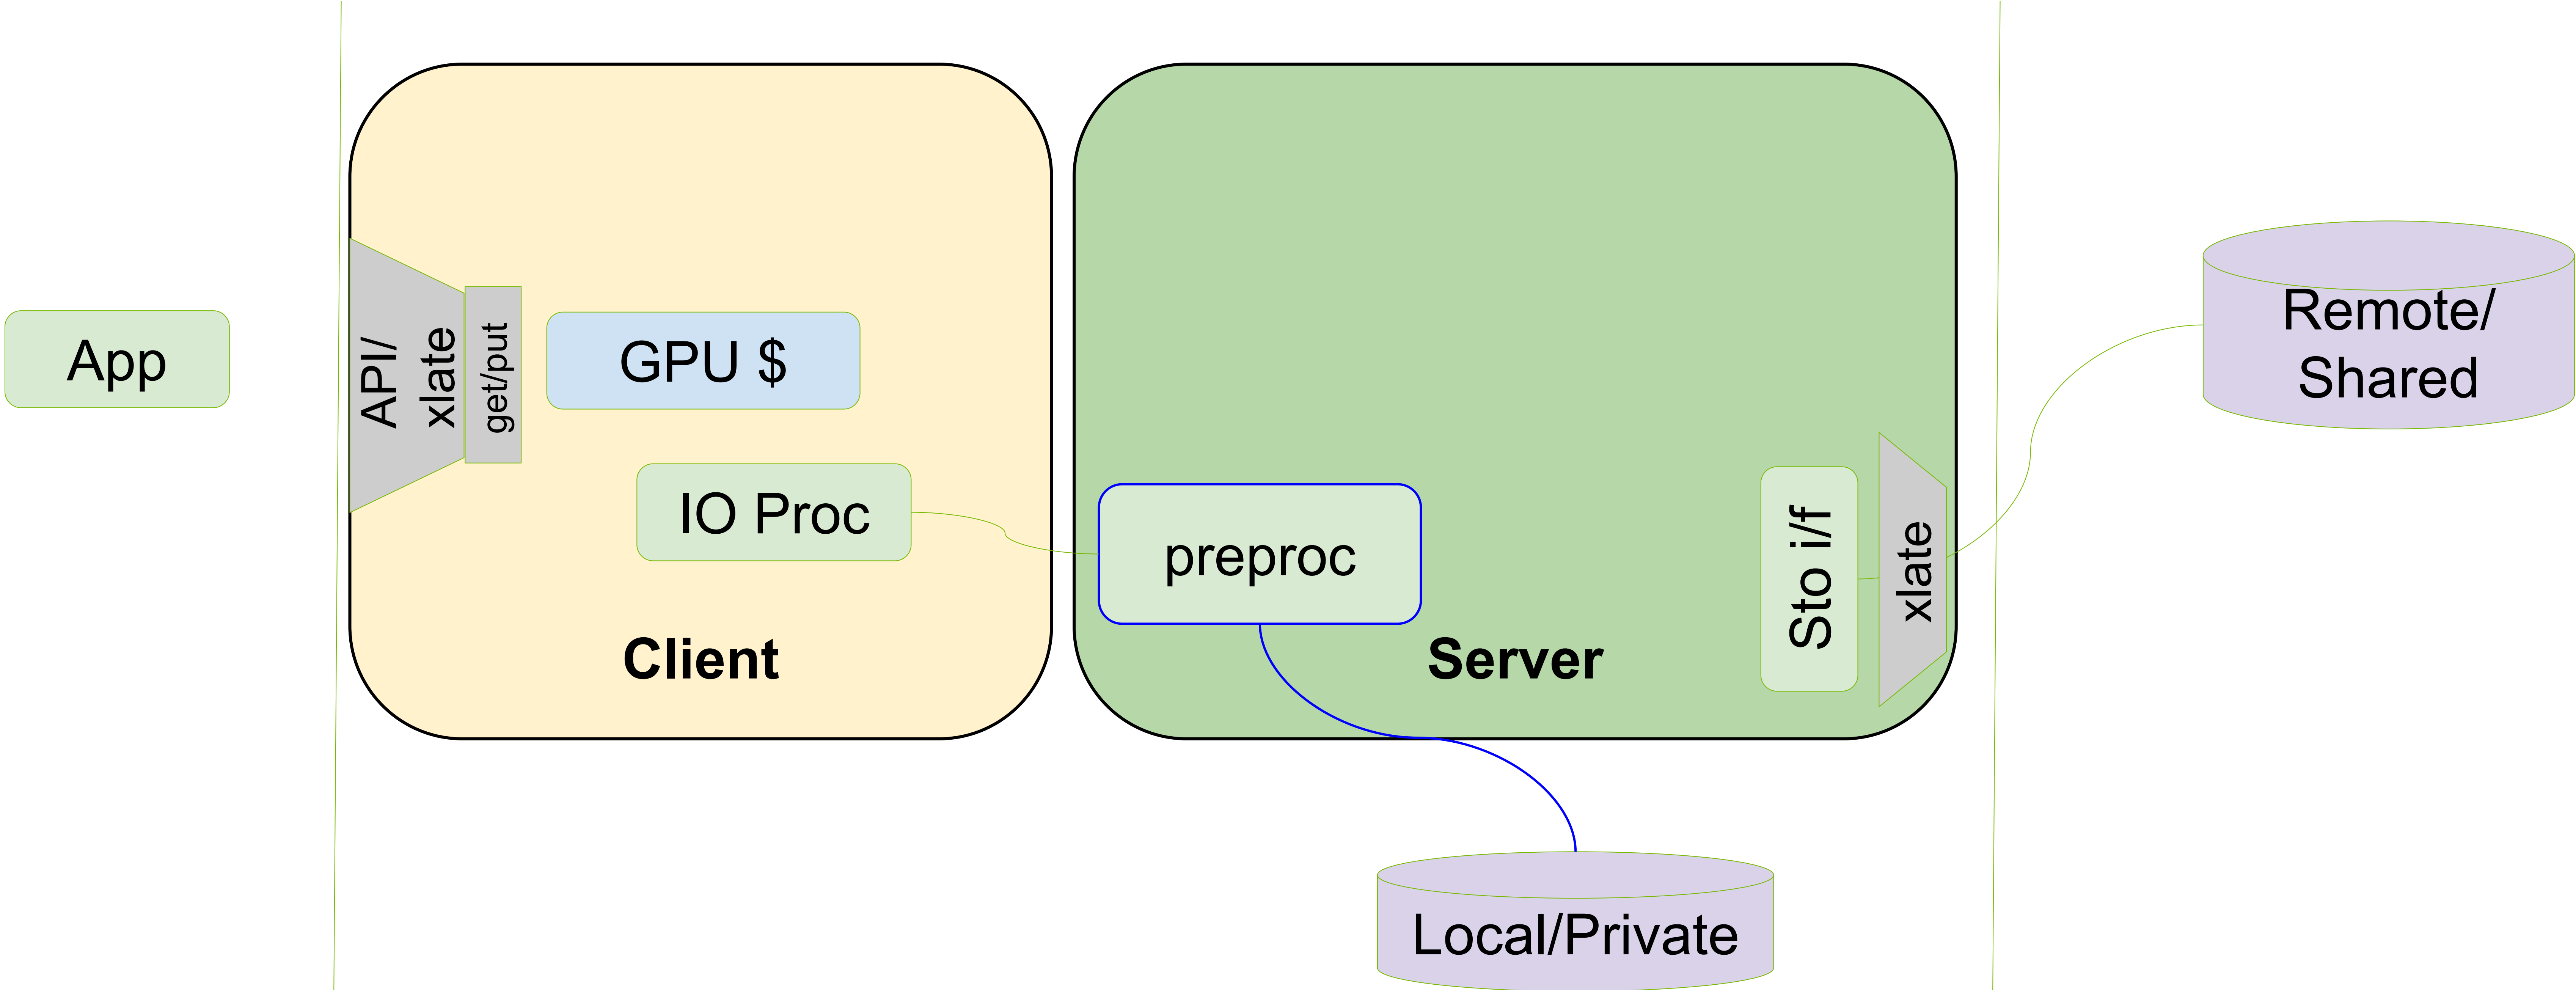 App
API/
xlate
get/put
GPU $
IO Proc
Client
preproc
Server
Sto i/f
xlate
Remote/
Shared
Local/Private